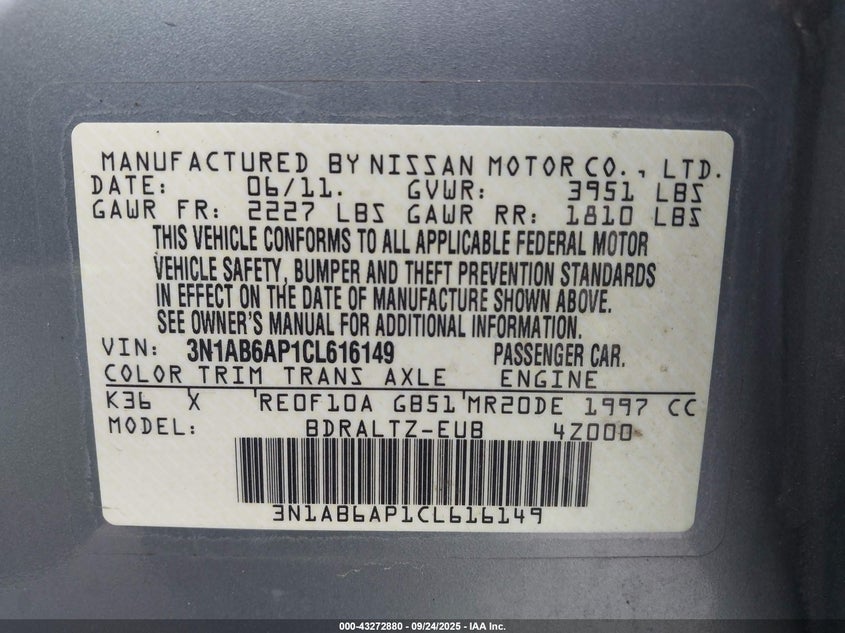 MANUFACTURED BY NISSAN MOTOR CO., LTD.
DATE: 06/11. GVWR: 3951 LBS
GAWR FR: 2227 LBS GAWR RR: 1810 LBS
THIS VEHICLE CONFORMS TO ALL APPLICABLE FEDERAL MOTOR
VEHICLE SAFETY, BUMPER AND THEFT PREVENTION STANDARDS
IN EFFECT ON THE DATE OF MANUFACTURE SHOWN ABOVE.
SEE OWNER'S MANUAL FOR ADDITIONAL INFORMATION.
VIN: 3N1AB6AP1CL616149 PASSENGER CAR.
COLOR TRIM TRANS AXLE ENGINE
K36 X 'RE0F10A GB51'MR20DE 1997 CC
MODEL: BDRALTZ-EUB 4Z000
3N1AB6AP1CL616149
000-43272880 - 09/24/2025 - IAA Inc.